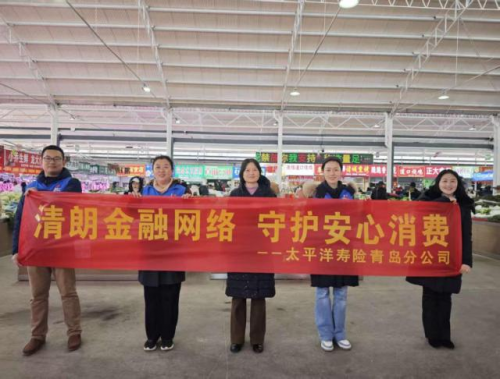 清朗金融网络 守护安心消费
——太平洋寿险青岛分公司